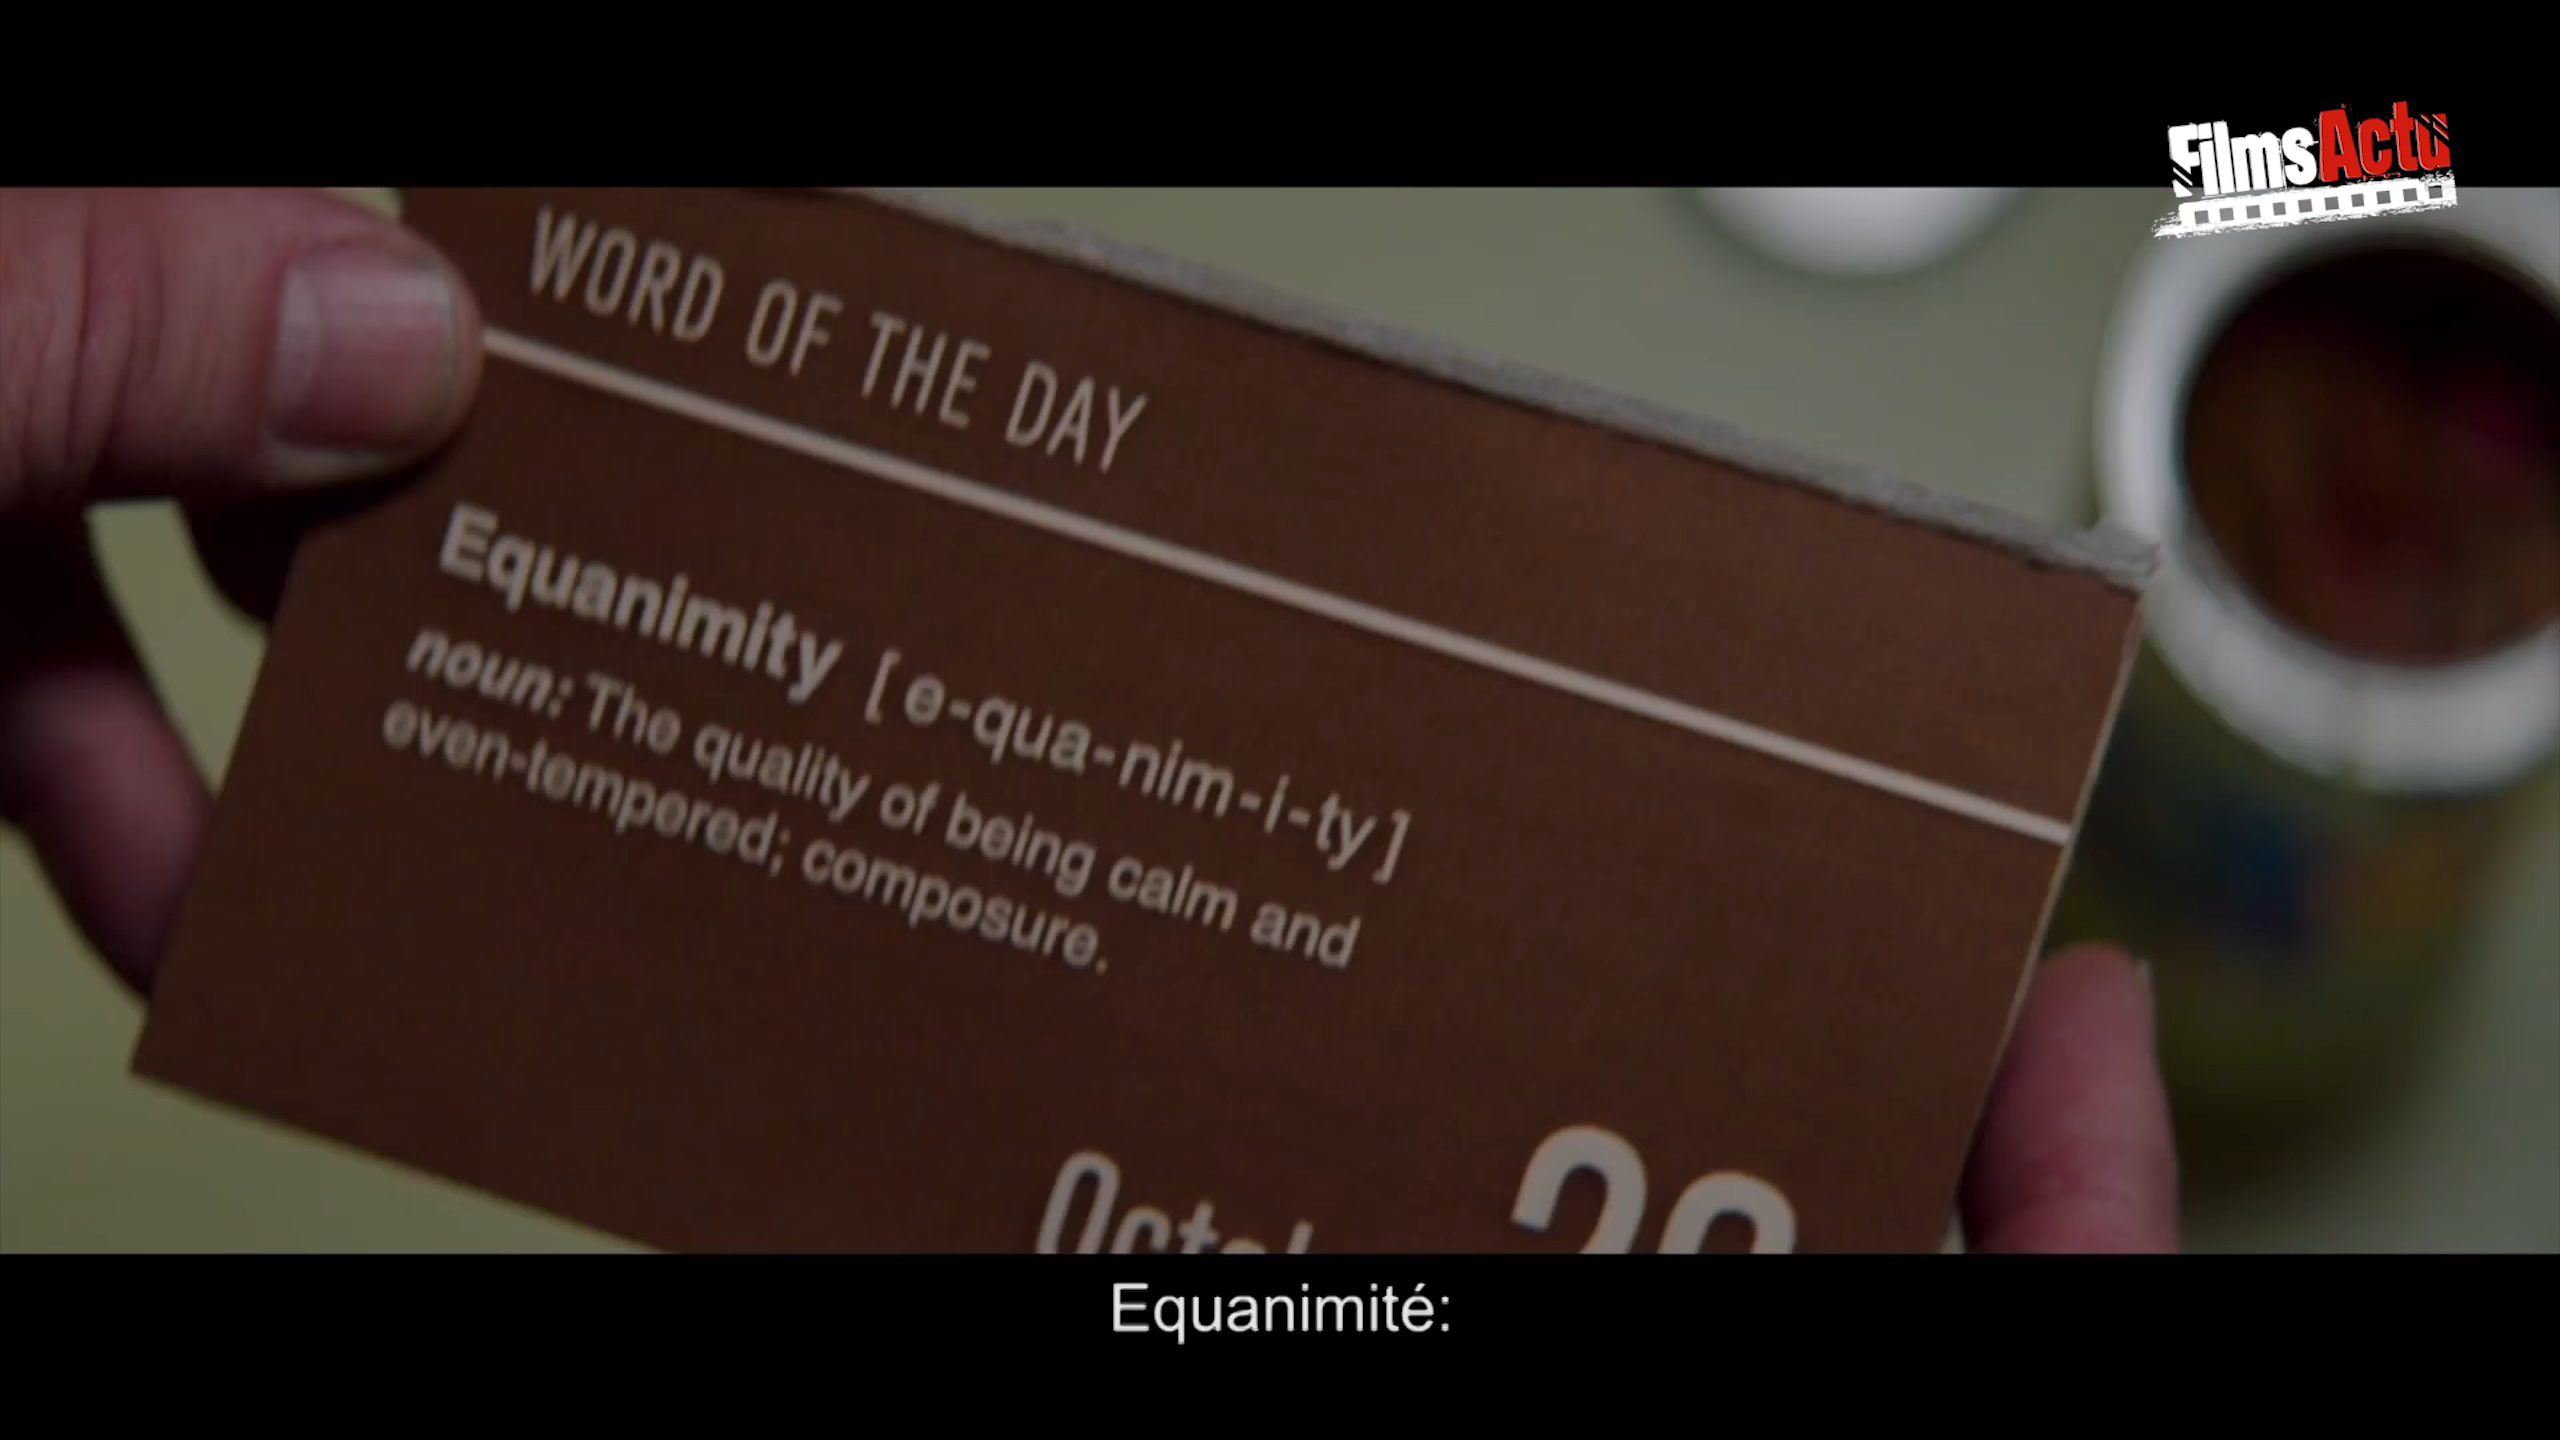 FilmsActu
WORD OF THE DAY
Equanimity [e-qua-nim-i-ty]
noun: The quality of being calm and
even-tempered; composure.
Equanimité: